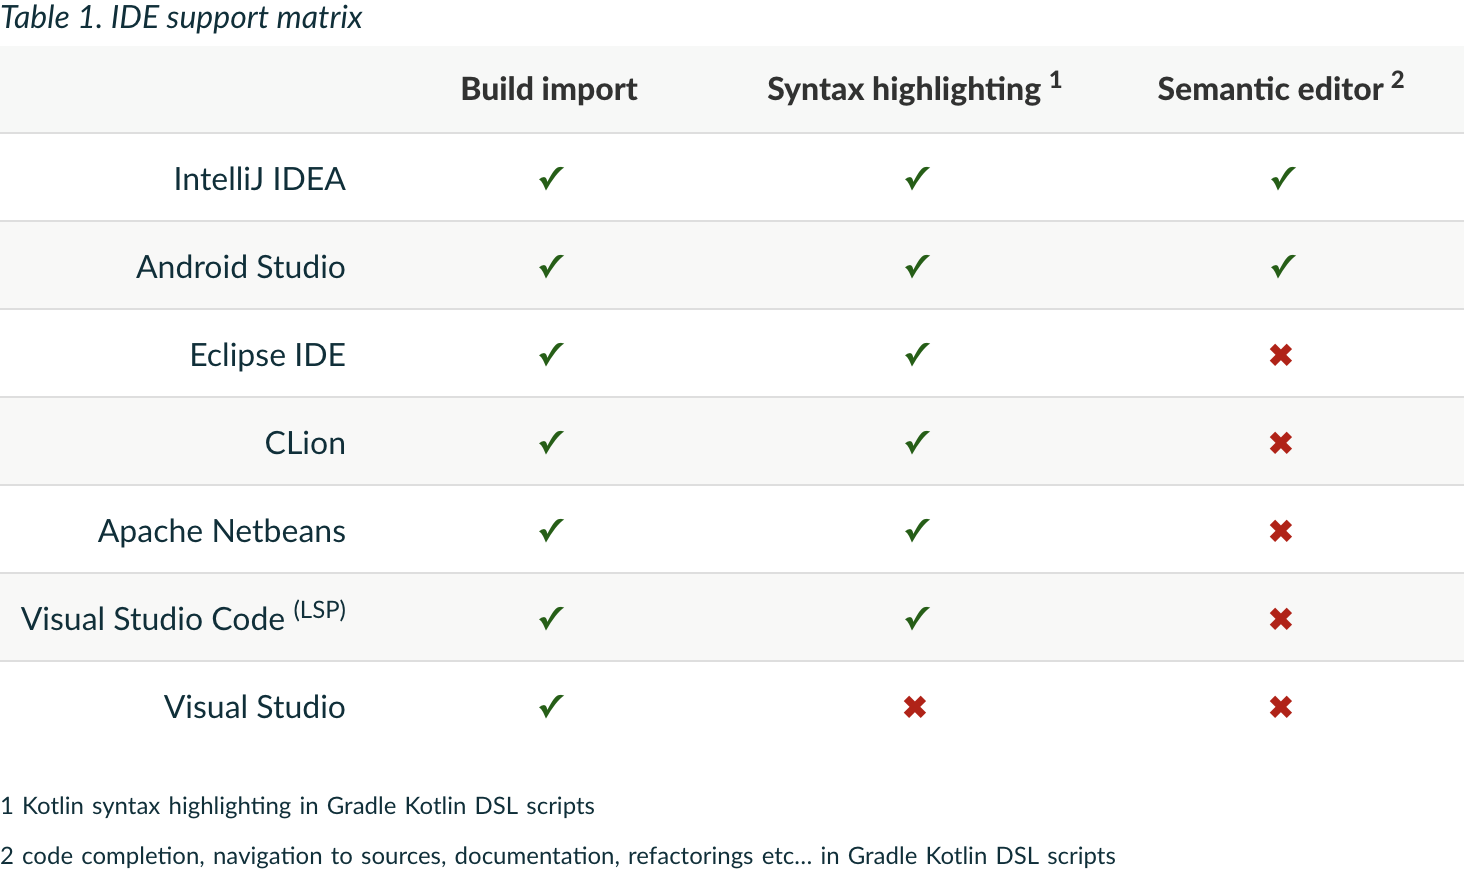 Table 1. IDE support matrix
Build import Syntax highlighting 1 Semantic editor 2
IntelliJ IDEA ✓ ✓ ✓
Android Studio ✓ ✓ ✓
Eclipse IDE ✓ ✓ ✖
CLion ✓ ✓ ✖
Apache Netbeans ✓ ✓ ✖
Visual Studio Code (LSP) ✓ ✓ ✖
Visual Studio ✓ ✖ ✖
1 Kotlin syntax highlighting in Gradle Kotlin DSL scripts
2 code completion, navigation to sources, documentation, refactorings etc… in Gradle Kotlin DSL scripts